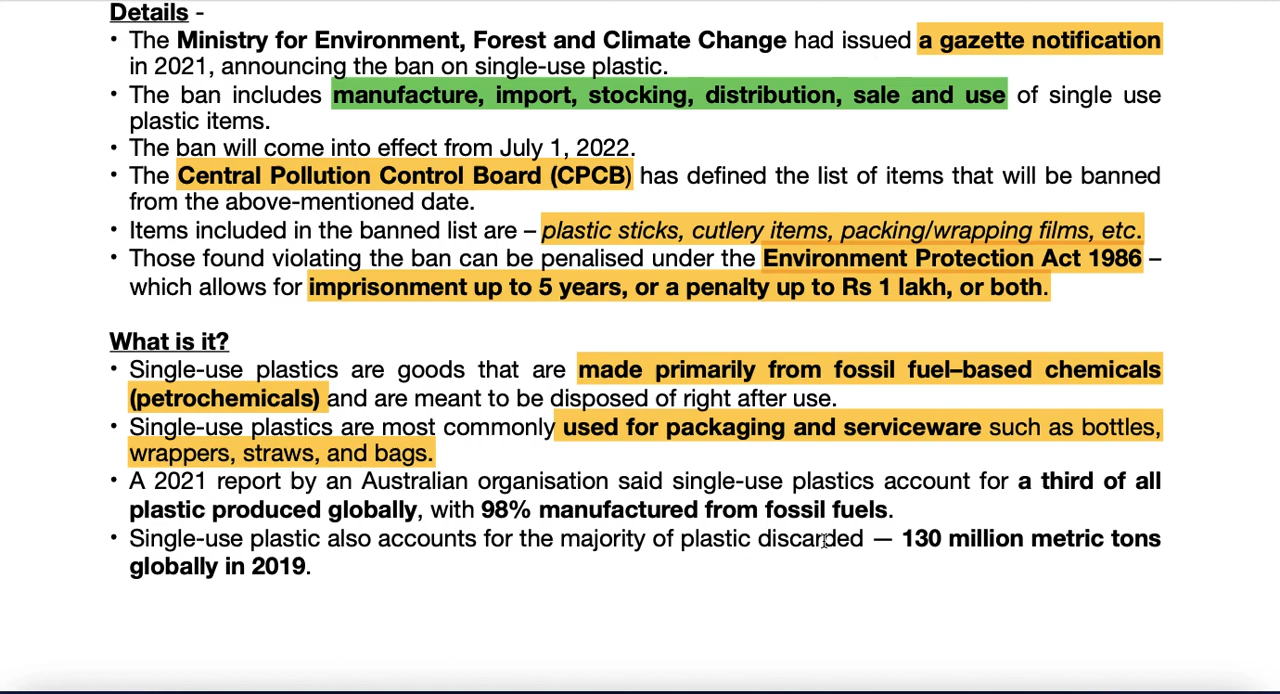 Details -
• The Ministry for Environment, Forest and Climate Change had issued a gazette notification
in 2021, announcing the ban on single-use plastic.
• The ban includes manufacture, import, stocking, distribution, sale and use of single use
plastic items.
• The ban will come into effect from July 1, 2022.
• The Central Pollution Control Board (CPCB) has defined the list of items that will be banned
from the above-mentioned date.
• Items included in the banned list are – plastic sticks, cutlery items, packing/wrapping films, etc.
• Those found violating the ban can be penalised under the Environment Protection Act 1986 –
which allows for imprisonment up to 5 years, or a penalty up to Rs 1 lakh, or both.
What is it?
• Single-use plastics are goods that are made primarily from fossil fuel–based chemicals
(petrochemicals) and are meant to be disposed of right after use.
• Single-use plastics are most commonly used for packaging and serviceware such as bottles,
wrappers, straws, and bags.
• A 2021 report by an Australian organisation said single-use plastics account for a third of all
plastic produced globally, with 98% manufactured from fossil fuels.
• Single-use plastic also accounts for the majority of plastic discarded — 130 million metric tons
globally in 2019.